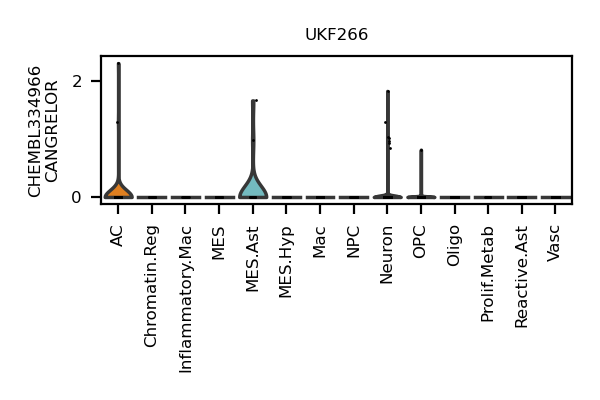 UKF266
CHEMBL334966
CANGRELOR
2
0
AC
Chromatin.Reg
Inflammatory.Mac
MES
MES.Ast
MES.Hyp
Mac
NPC
Neuron
OPC
Oligo
Prolif.Metab
Reactive.Ast
Vasc